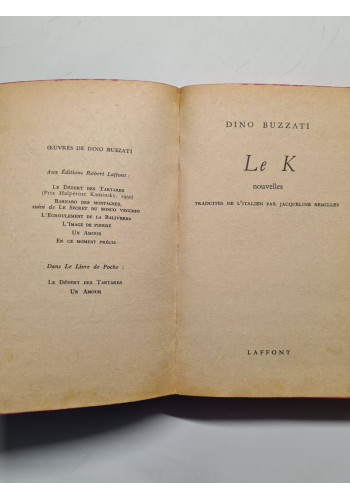 ŒUVRES DE DINO BUZZATI
Aux Éditions Robert Laffont :
LE DÉSERT DES TARTARES
(Prix Halpérine Kaminsky, 1950)
BARNABO DES MONTAGNES,
suivi de LE SECRET DU BOSCO VECCHIO
L'ÉCROULEMENT DE LA BALIVERNA
L'IMAGE DE PIERRE
UN AMOUR
EN CE MOMENT PRÉCIS
Dans Le Livre de Poche :
LE DÉSERT DES TARTARES
UN AMOUR
DINO BUZZATI
Le K
nouvelles
TRADUITES DE L'ITALIEN PAR JACQUELINE REMILLET
LAFFONT